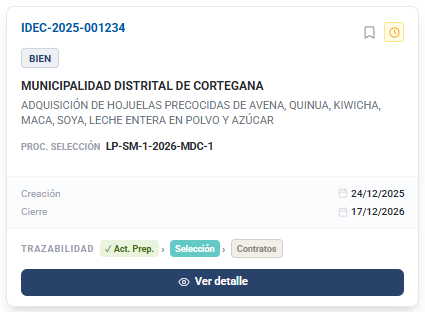 IDEC-2025-001234
BIEN
MUNICIPALIDAD DISTRITAL DE CORTEGANA
ADQUISICIÓN DE HOJUELAS PRECOCIDAS DE AVENA, QUINUA, KIWICHA,
MACA, SOYA, LECHE ENTERA EN POLVO Y AZÚCAR
PROC. SELECCIÓN LP-SM-1-2026-MDC-1
Creación 24/12/2025
Cierre 17/12/2026
TRAZABILIDAD ✓ Act. Prep. › Selección › Contratos
Ver detalle